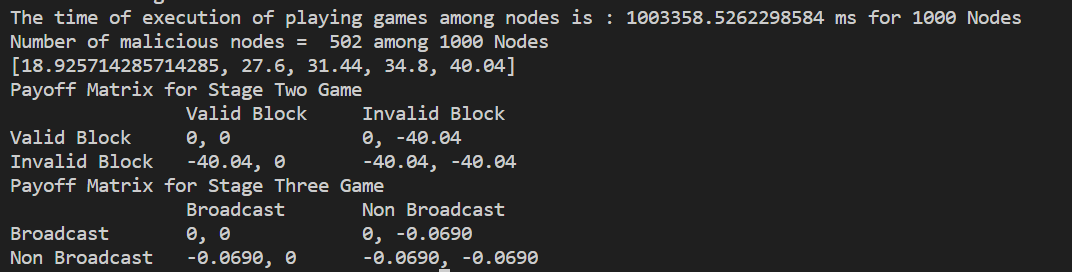 The time of execution of playing games among nodes is : 1003358.5262298584 ms for 1000 Nodes
Number of malicious nodes =  502 among 1000 Nodes
[18.925714285714285, 27.6, 31.44, 34.8, 40.04]
Payoff Matrix for Stage Two Game
                Valid Block     Invalid Block
Valid Block     0, 0            0, -40.04
Invalid Block   -40.04, 0       -40.04, -40.04
Payoff Matrix for Stage Three Game
                Broadcast       Non Broadcast
Broadcast       0, 0            0, -0.0690
Non Broadcast   -0.0690, 0      -0.0690, -0.0690